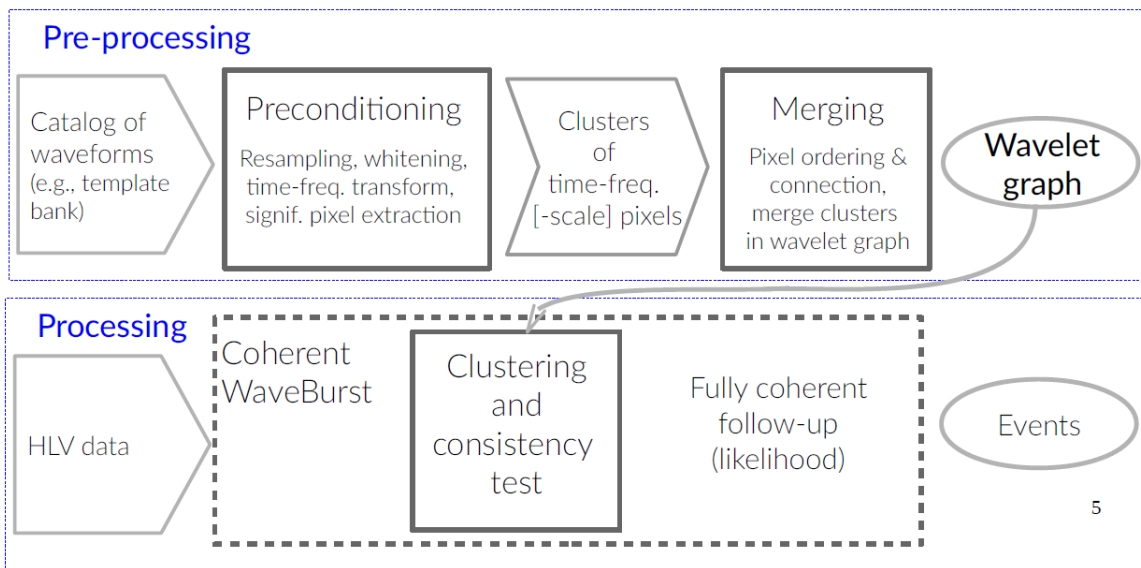 Pre-processing
Catalog of
waveforms
(e.g., template
bank)
Preconditioning
Resampling, whitening,
time-freq. transform,
signif. pixel extraction
Clusters
of
time-freq.
[-scale] pixels
Merging
Pixel ordering &
connection,
merge clusters
in wavelet graph
Wavelet
graph
Processing
HLV data
Coherent
WaveBurst
Clustering
and
consistency
test
Fully coherent
follow-up
(likelihood)
Events
5